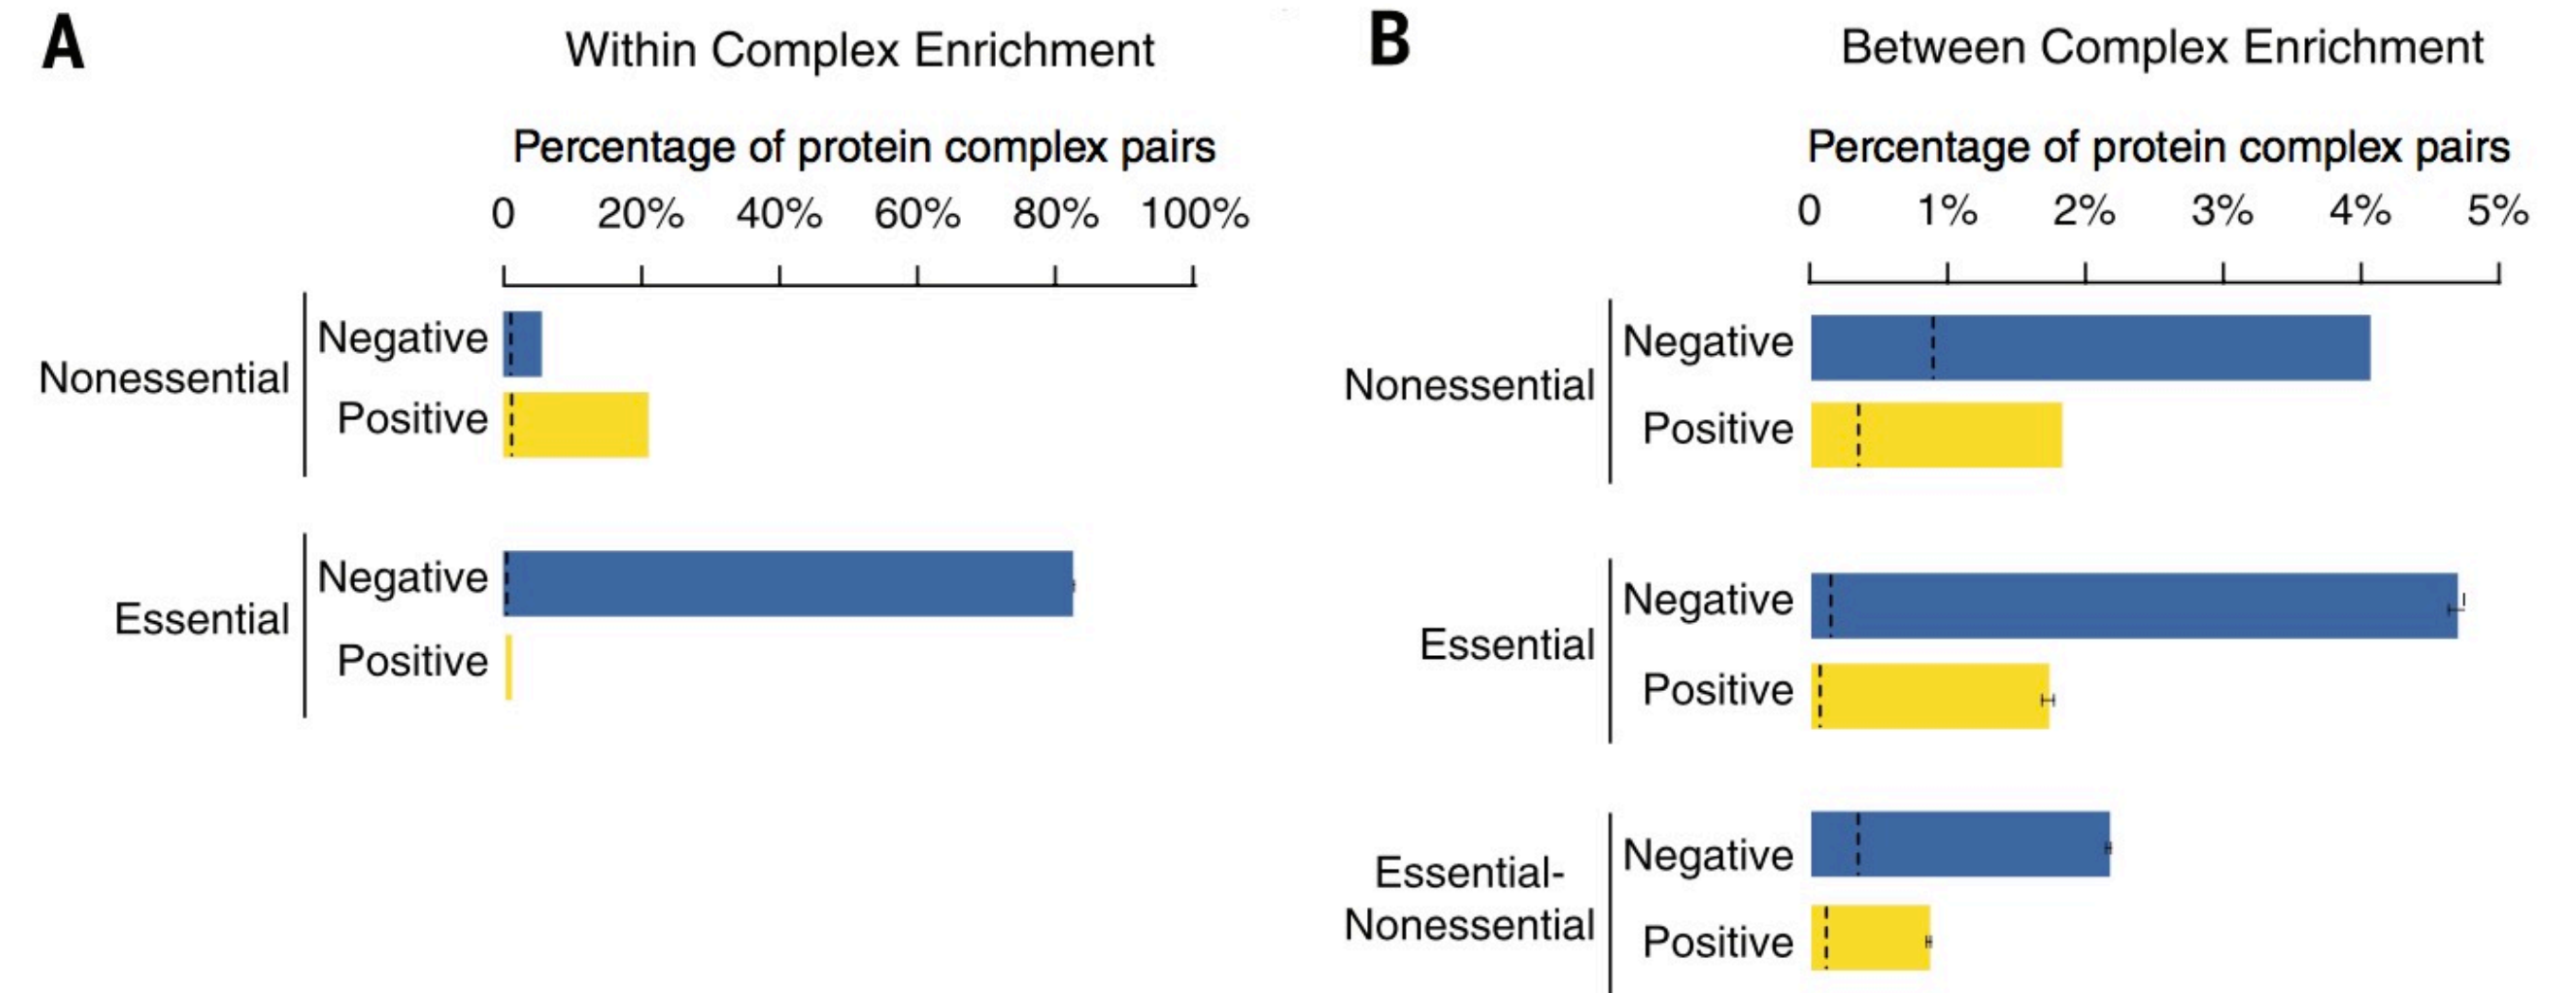 A
Within Complex Enrichment
Percentage of protein complex pairs
0 20% 40% 60% 80% 100%
Nonessential
Negative
Positive
Essential
Negative
Positive
B
Between Complex Enrichment
Percentage of protein complex pairs
0 1% 2% 3% 4% 5%
Nonessential
Negative
Positive
Essential
Negative
Positive
Essential-
Nonessential
Negative
Positive